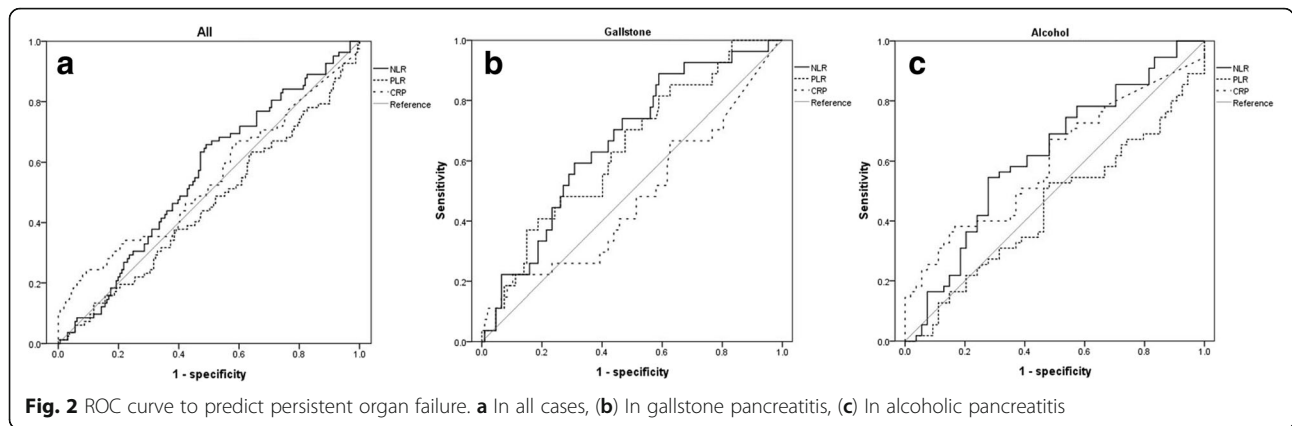 All
a
1.0
0.8
0.6
0.4
0.2
0.0
0.0 0.2 0.4 0.6 0.8 1.0
1 - specificity
NLR
PLR
CRP
Reference
Gallstone
b
Sensitivity
1.0
0.8
0.6
0.4
0.2
0.0
0.0 0.2 0.4 0.6 0.8 1.0
1 - specificity
NLR
PLR
CRP
Reference
Alcohol
c
Sensitivity
1.0
0.8
0.6
0.4
0.2
0.0
0.0 0.2 0.4 0.6 0.8 1.0
1 - specificity
NLR
PLR
CRP
Reference
Fig. 2 ROC curve to predict persistent organ failure. a In all cases, (b) In gallstone pancreatitis, (c) In alcoholic pancreatitis